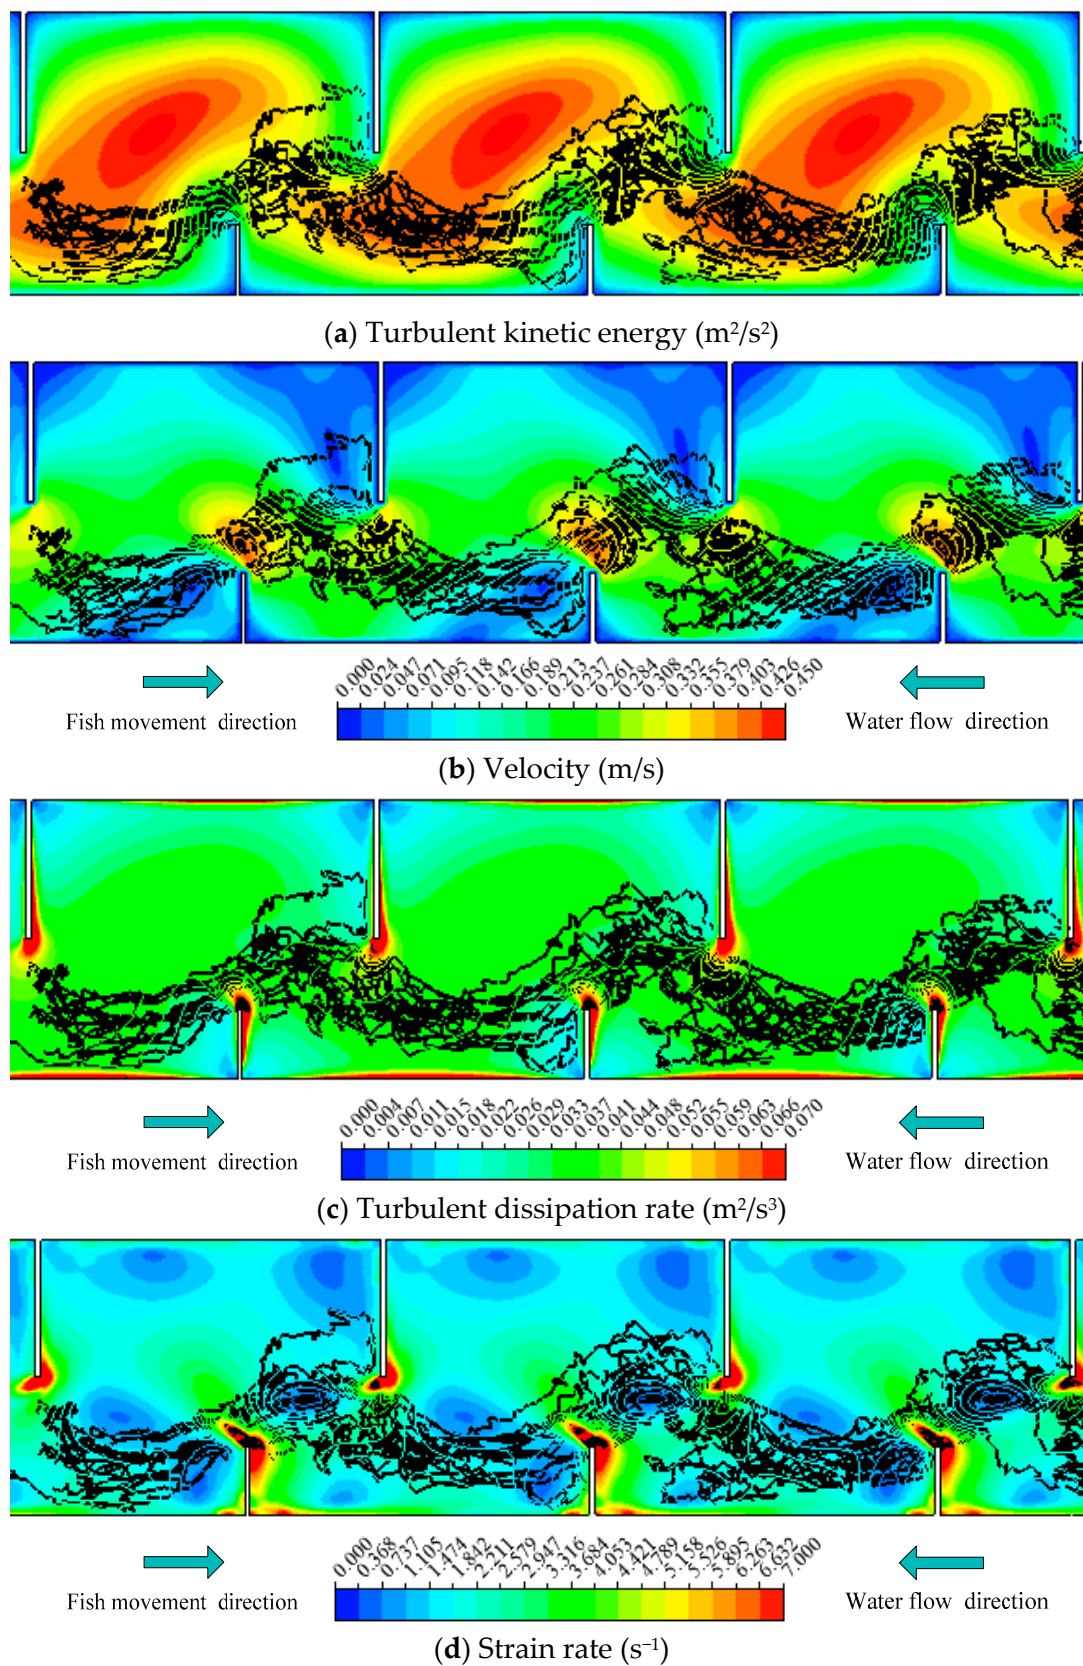 (a) Turbulent kinetic energy (m²/s²)
0.000 0.024 0.047 0.071 0.095 0.118 0.142 0.166 0.189 0.213 0.237 0.261 0.284 0.308 0.332 0.355 0.379 0.403 0.426 0.450
Fish movement direction
Water flow direction
(b) Velocity (m/s)
0.000 0.004 0.007 0.011 0.015 0.018 0.022 0.026 0.029 0.033 0.037 0.041 0.044 0.048 0.052 0.055 0.059 0.063 0.066 0.070
Fish movement direction
Water flow direction
(c) Turbulent dissipation rate (m²/s³)
0.000 0.368 0.737 1.105 1.474 1.842 2.211 2.579 2.947 3.316 3.684 4.053 4.421 4.789 5.158 5.526 5.895 6.263 6.632 7.000
Fish movement direction
Water flow direction
(d) Strain rate (s⁻¹)